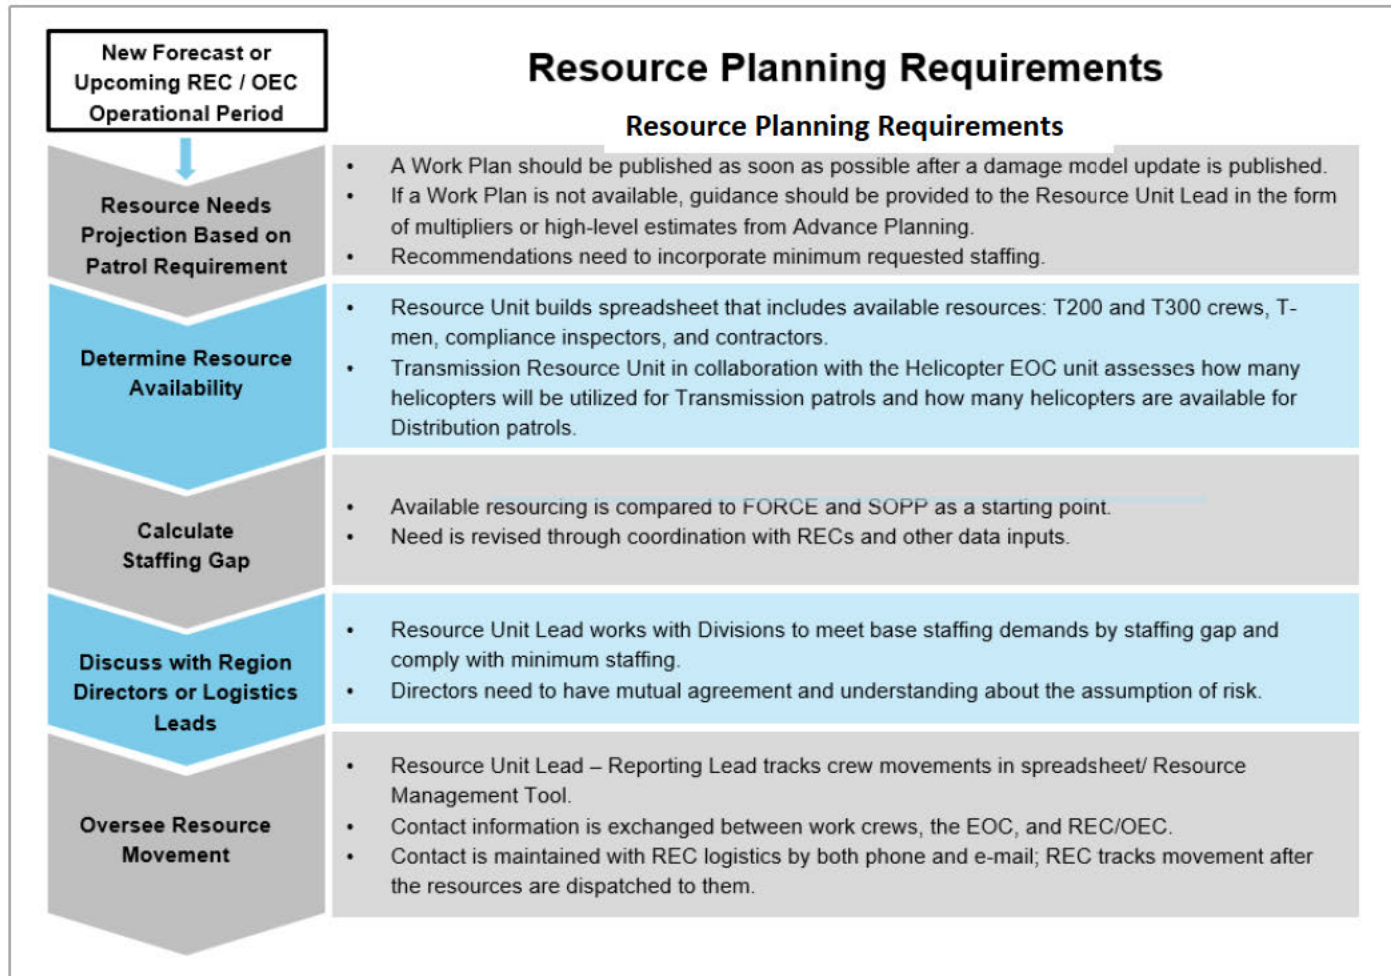 New Forecast or
Upcoming REC / OEC
Operational Period
Resource Planning Requirements
Resource Planning Requirements
Resource Needs
Projection Based on
Patrol Requirement
• A Work Plan should be published as soon as possible after a damage model update is published.
• If a Work Plan is not available, guidance should be provided to the Resource Unit Lead in the form
of multipliers or high-level estimates from Advance Planning.
• Recommendations need to incorporate minimum requested staffing.
Determine Resource
Availability
• Resource Unit builds spreadsheet that includes available resources: T200 and T300 crews, T-
men, compliance inspectors, and contractors.
• Transmission Resource Unit in collaboration with the Helicopter EOC unit assesses how many
helicopters will be utilized for Transmission patrols and how many helicopters are available for
Distribution patrols.
Calculate
Staffing Gap
• Available resourcing is compared to FORCE and SOPP as a starting point.
• Need is revised through coordination with RECs and other data inputs.
Discuss with Region
Directors or Logistics
Leads
• Resource Unit Lead works with Divisions to meet base staffing demands by staffing gap and
comply with minimum staffing.
• Directors need to have mutual agreement and understanding about the assumption of risk.
Oversee Resource
Movement
• Resource Unit Lead – Reporting Lead tracks crew movements in spreadsheet/ Resource
Management Tool.
• Contact information is exchanged between work crews, the EOC, and REC/OEC.
• Contact is maintained with REC logistics by both phone and e-mail; REC tracks movement after
the resources are dispatched to them.